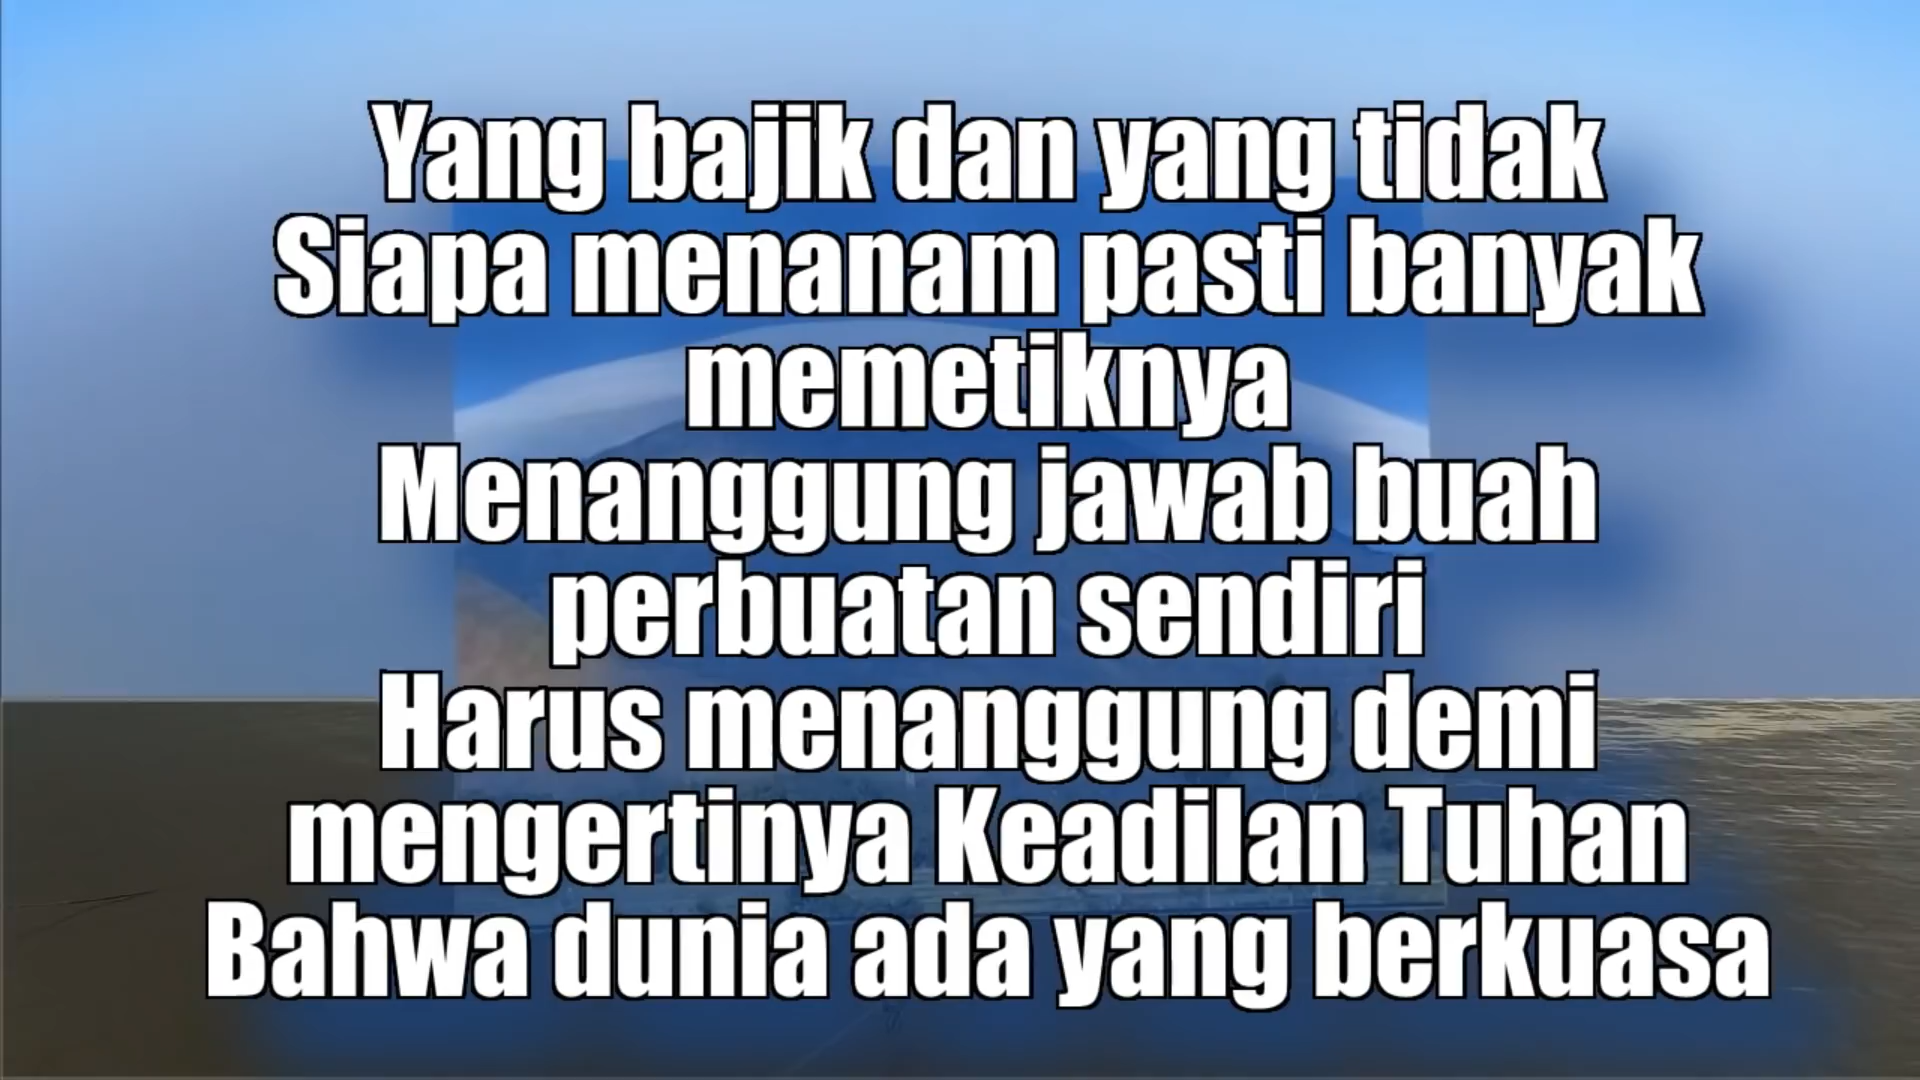 Yang bajik dan yang tidak
Siapa menanam pasti banyak
memetiknya
Menanggung jawab buah
perbuatan sendiri
Harus menanggung demi
mengertinya Keadilan Tuhan
Bahwa dunia ada yang berkuasa